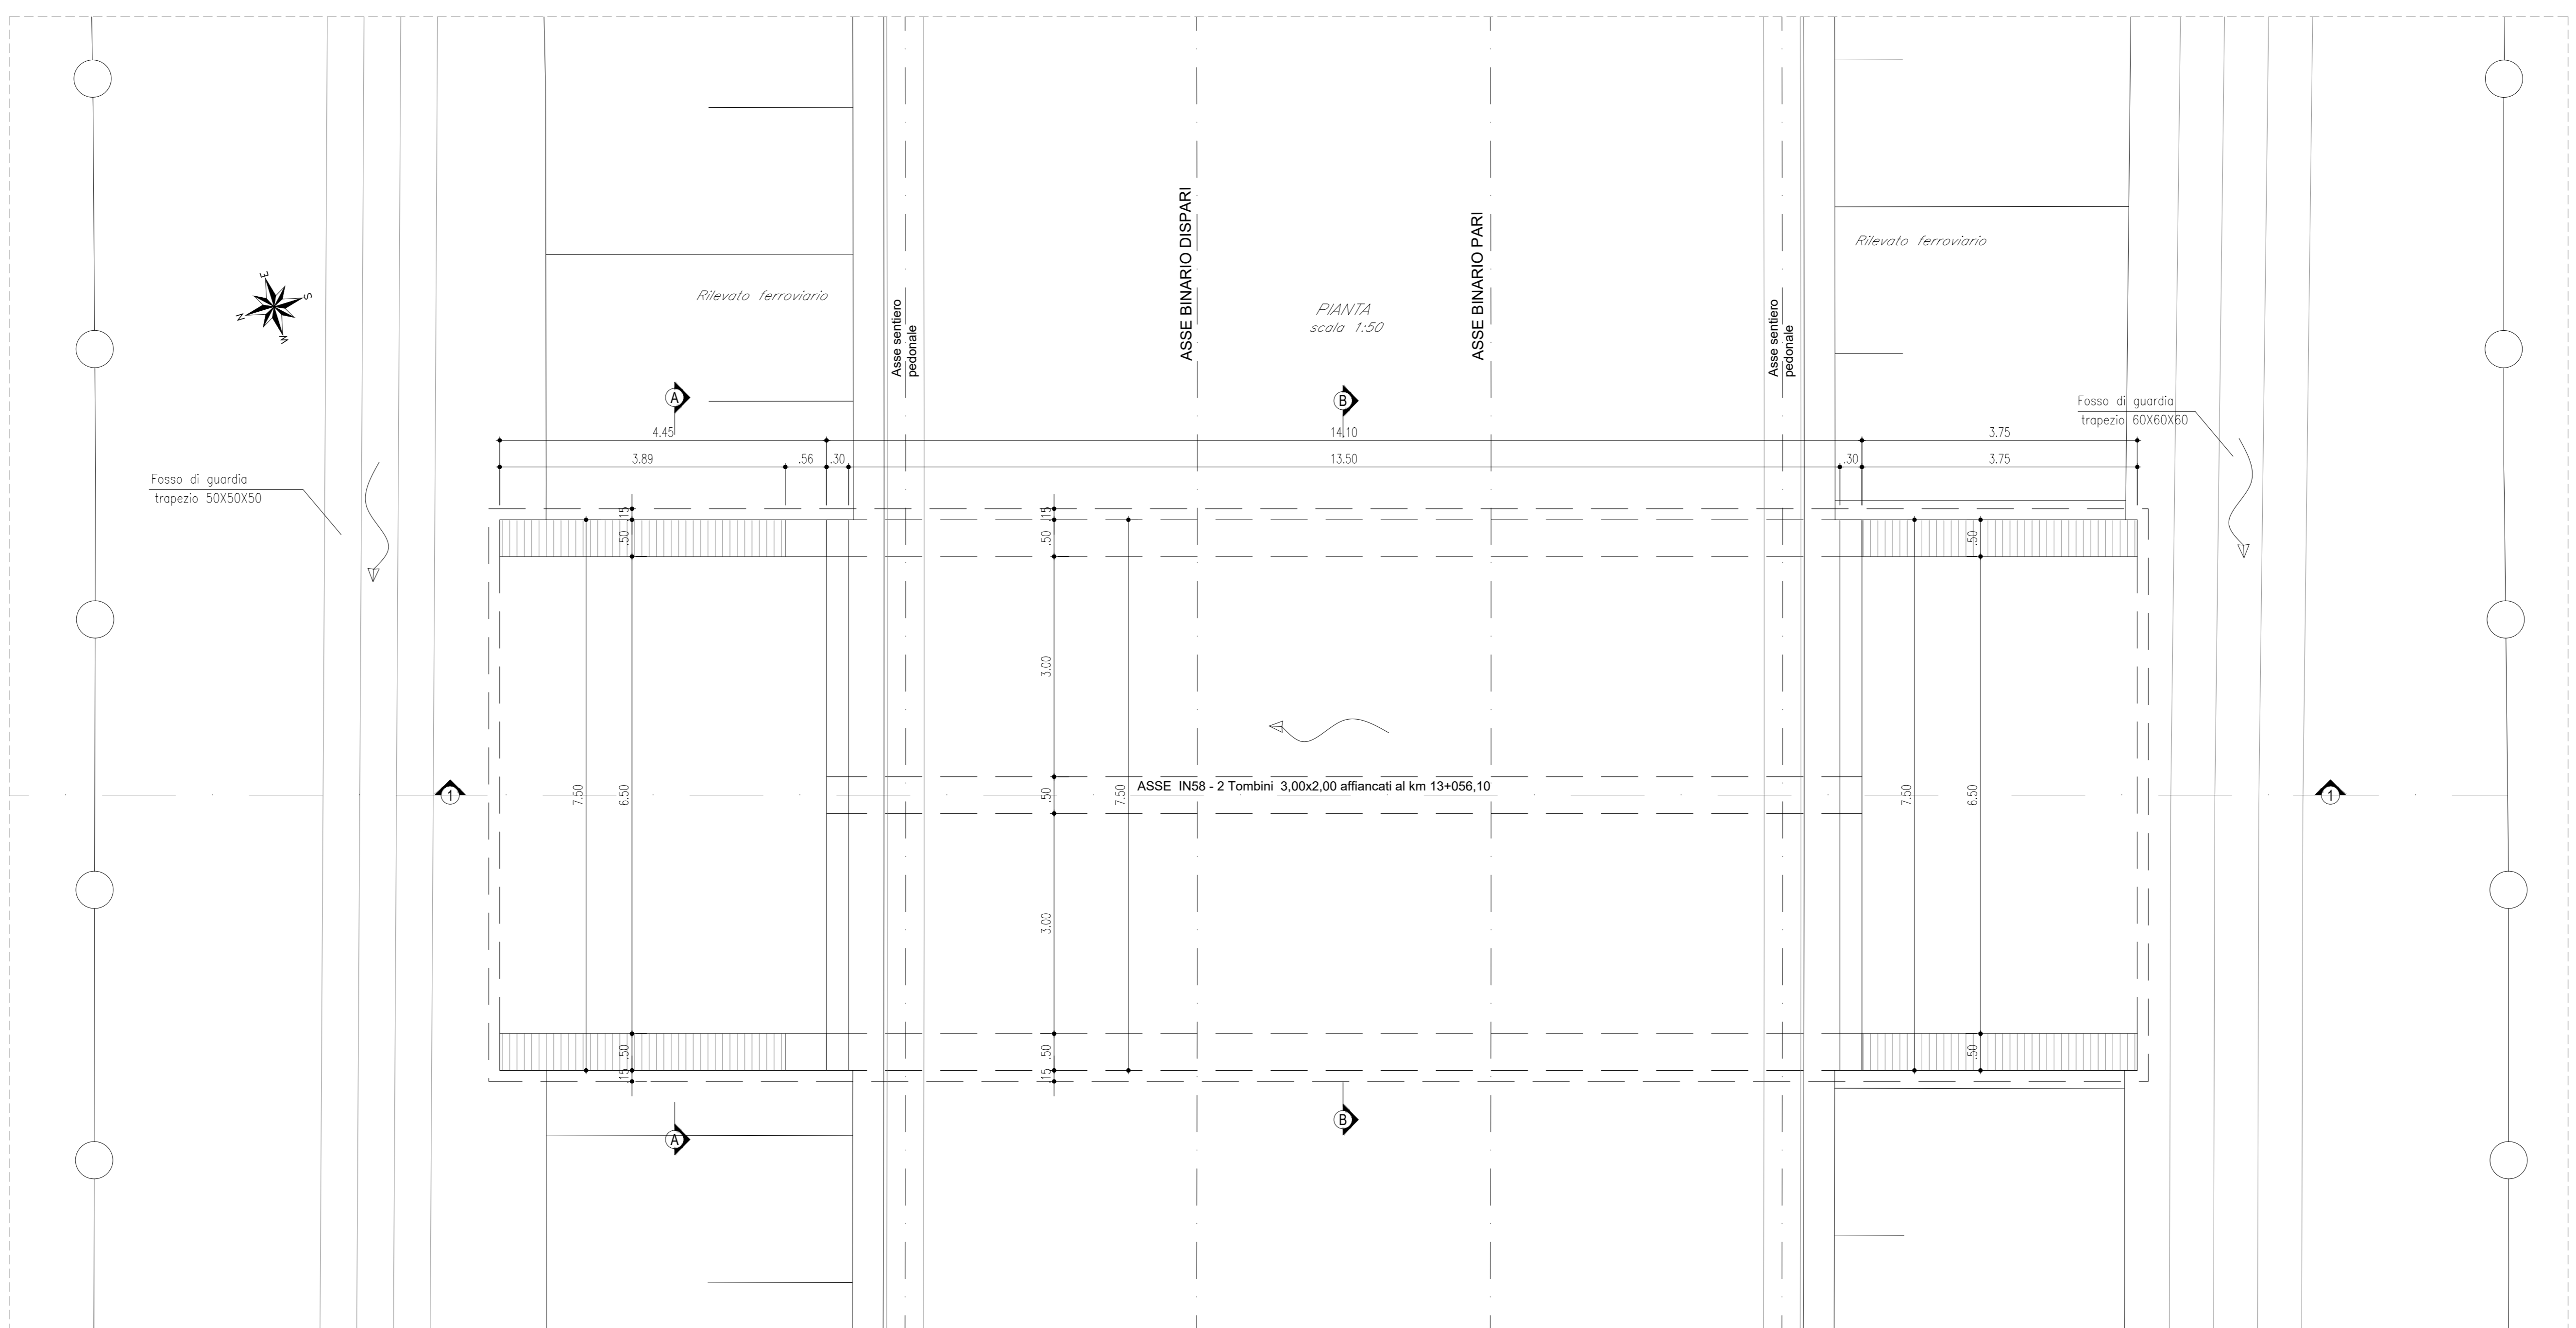 E
S
N
W
Rilevato ferroviario
Asse sentiero
pedonale
ASSE BINARIO DISPARI
PIANTA
scala 1:50
ASSE BINARIO PARI
Asse sentiero
pedonale
Rilevato ferroviario
A
B
Fosso di guardia
trapezio 60X60X60
4.45
14.10
3.75
3.89
.56
.30
13.50
.30
3.75
Fosso di guardia
trapezio 50X50X50
.15
.50
.15
.50
.50
3.00
7.50
6.50
.50
7.50
7.50
6.50
ASSE IN58 - 2 Tombini 3,00x2,00 affiancati al km 13+056,10
1
1
3.00
.50
.15
.50
.15
.50
A
B